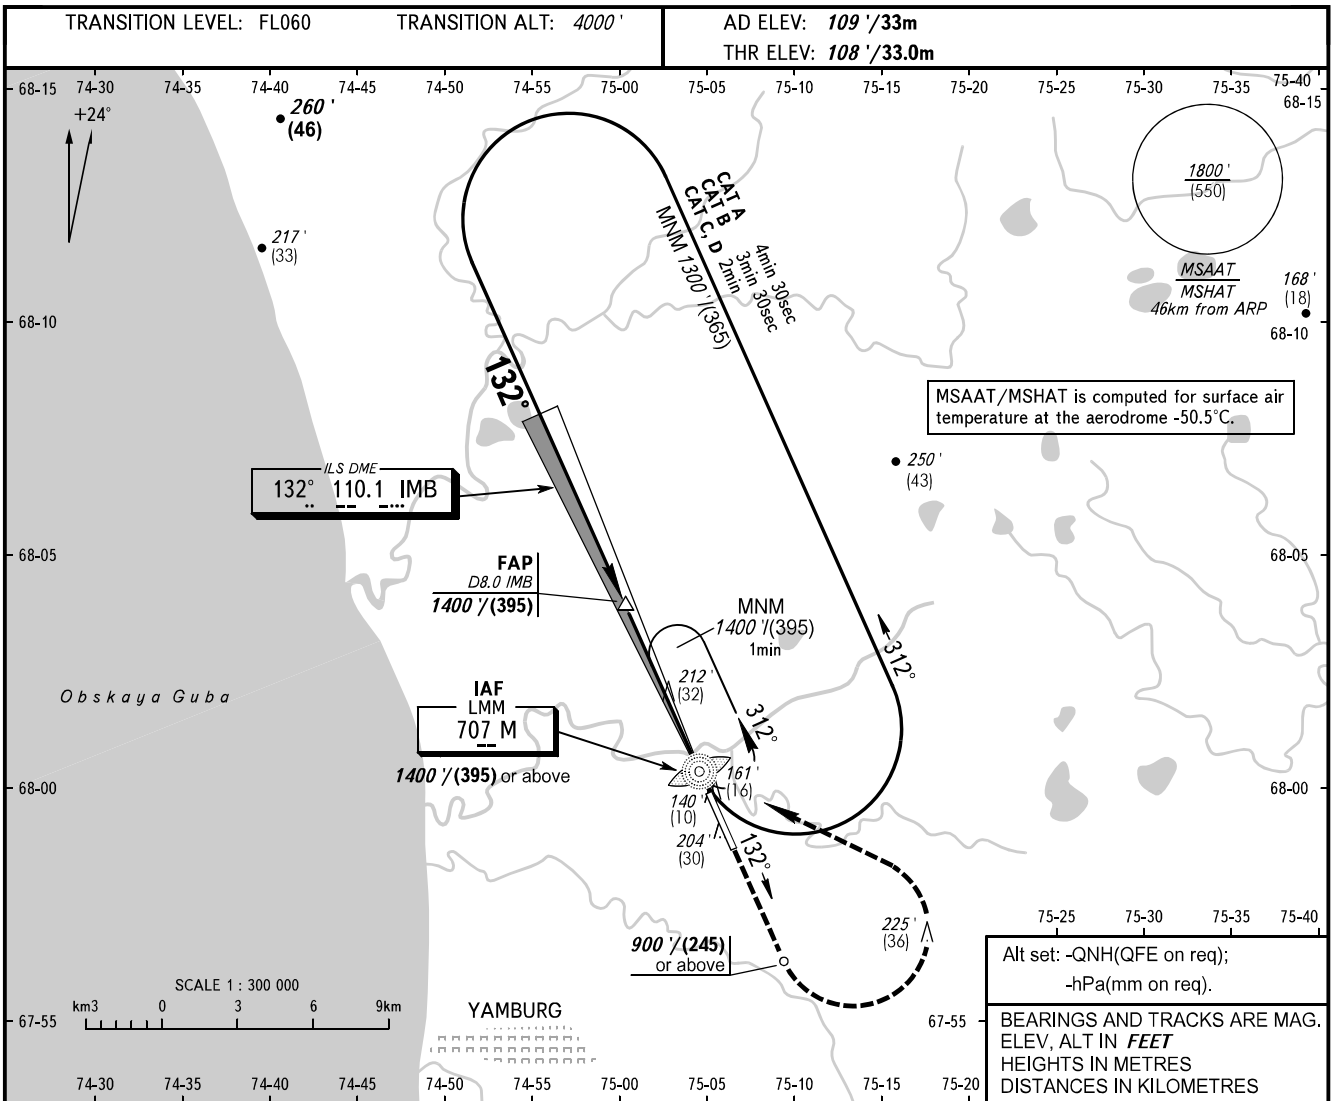 TRANSITION LEVEL: FL060 TRANSITION ALT: 4000 '
AD ELEV: 109 '/33m
THR ELEV: 108 '/33.0m
68-15 74-30 74-35 74-40 74-45 74-50 74-55 75-00 75-05 75-10 75-15 75-20 75-25 75-30 75-35 75-40
68-15
+24°
260 '
(46)
1800 '
(550)
CAT A 4min 30sec
CAT B 3min 30sec
CAT C, D 2min
MNM 1300 '/(365)
217 '
(33)
MSAAT
MSHAT
46km from ARP
168 '
(18)
68-10
68-10
132°
MSAAT/MSHAT is computed for surface air
temperature at the aerodrome -50.5°C.
ILS DME
132° 110.1 IMB
250 '
(43)
68-05
68-05
FAP
D8.0 IMB
1400 '/(395)
MNM
1400 '/(395)
1min
312°
212 '
(32)
Obskaya Guba
IAF
LMM
707 M
1400 '/(395) or above
312°
161 '
(16)
140 '
(10)
68-00
68-00
204 '
(30)
132°
225 '
(36)
900 '/(245)
or above
75-25 75-30 75-35 75-40
Alt set: -QNH(QFE on req);
-hPa(mm on req).
SCALE 1 : 300 000
km3 0 3 6 9km
YAMBURG
67-55
67-55
BEARINGS AND TRACKS ARE MAG.
ELEV, ALT IN FEET
HEIGHTS IN METRES
DISTANCES IN KILOMETRES
74-30 74-35 74-40 74-45 74-50 74-55 75-00 75-05 75-10 75-15 75-20